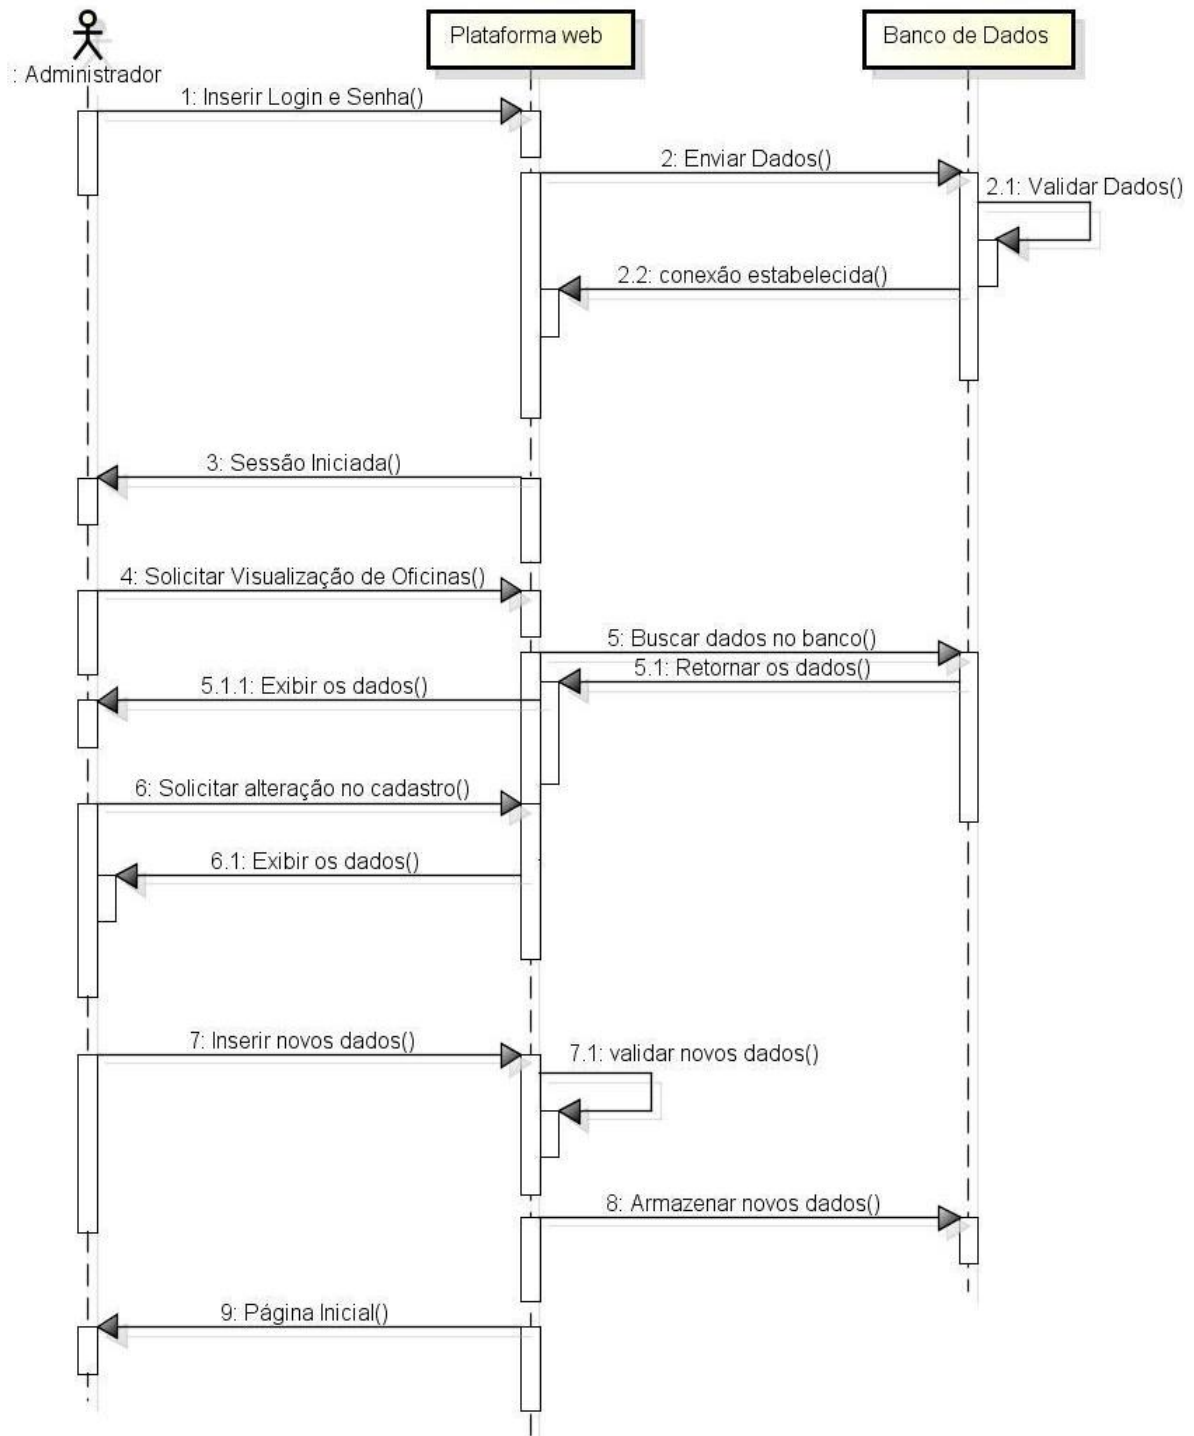 Plataforma web
Banco de Dados
: Administrador
1: Inserir Login e Senha()
2: Enviar Dados()
2.1: Validar Dados()
2.2: conexão estabelecida()
3: Sessão Iniciada()
4: Solicitar Visualização de Oficinas()
5: Buscar dados no banco()
5.1: Retornar os dados()
5.1.1: Exibir os dados()
6: Solicitar alteração no cadastro()
6.1: Exibir os dados()
7: Inserir novos dados()
7.1: validar novos dados()
8: Armazenar novos dados()
9: Página Inicial()